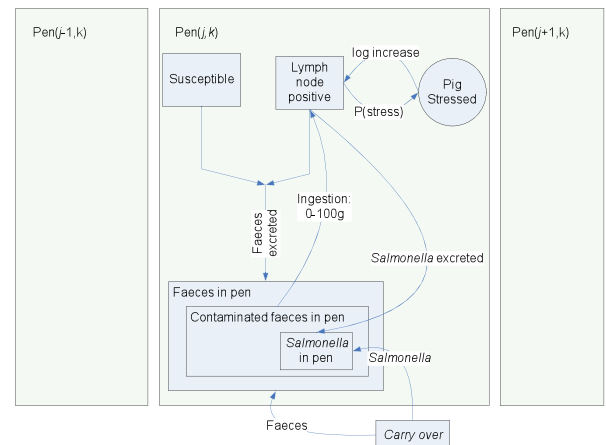 Pen(j-1,k)
Pen(j,k)
Pen(j+1,k)
Susceptible
Lymph
node
positive
log increase
Pig
Stressed
P(stress)
Ingestion:
0-100g
Faeces
excreted
Salmonella excreted
Faeces in pen
Contaminated faeces in pen
Salmonella
in pen
Salmonella
Faeces
Carry over